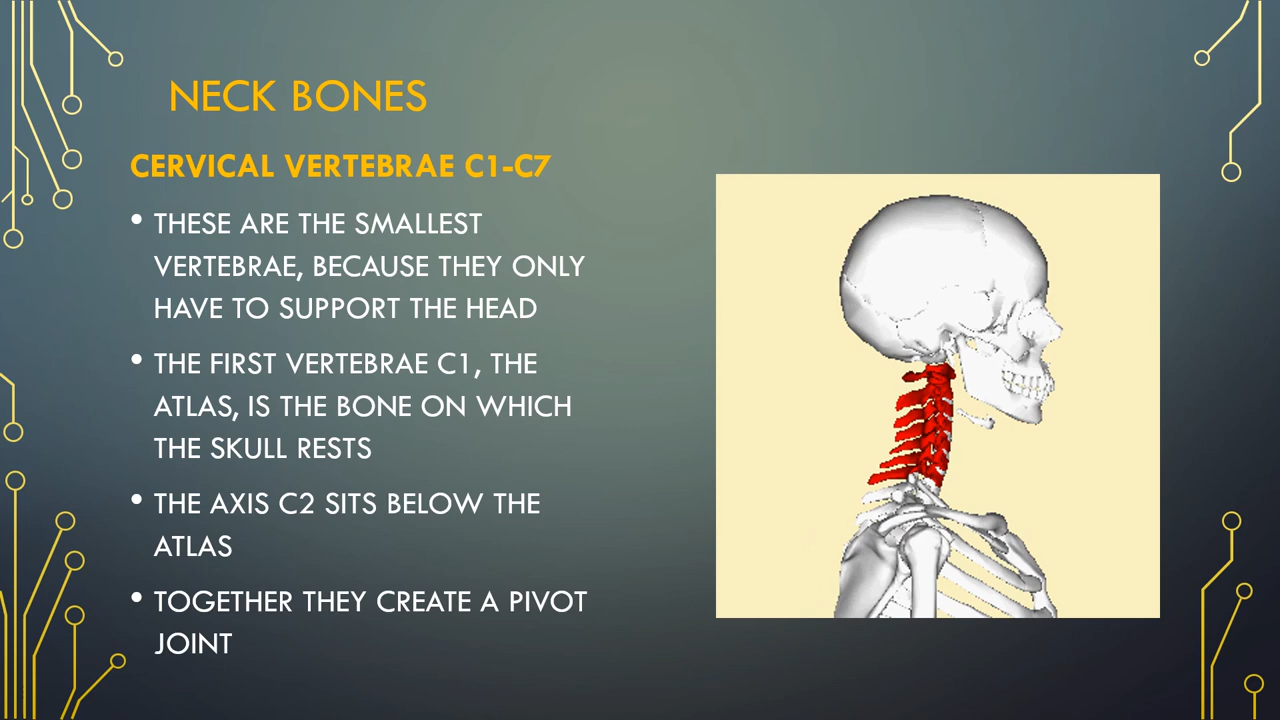 NECK BONES
CERVICAL VERTEBRAE C1-C7
• THESE ARE THE SMALLEST
VERTEBRAE, BECAUSE THEY ONLY
HAVE TO SUPPORT THE HEAD
• THE FIRST VERTEBRAE C1, THE
ATLAS, IS THE BONE ON WHICH
THE SKULL RESTS
• THE AXIS C2 SITS BELOW THE
ATLAS
• TOGETHER THEY CREATE A PIVOT
JOINT